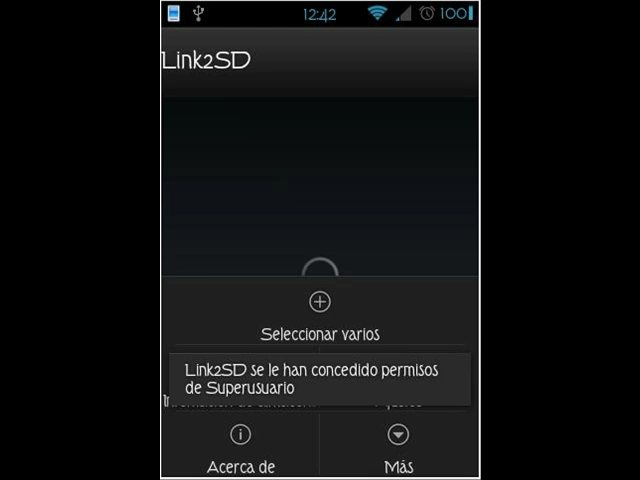 12:42
100
Link2SD
Seleccionar varios
Link2SD se le han concedido permisos
de Superusuario
Acerca de
Más